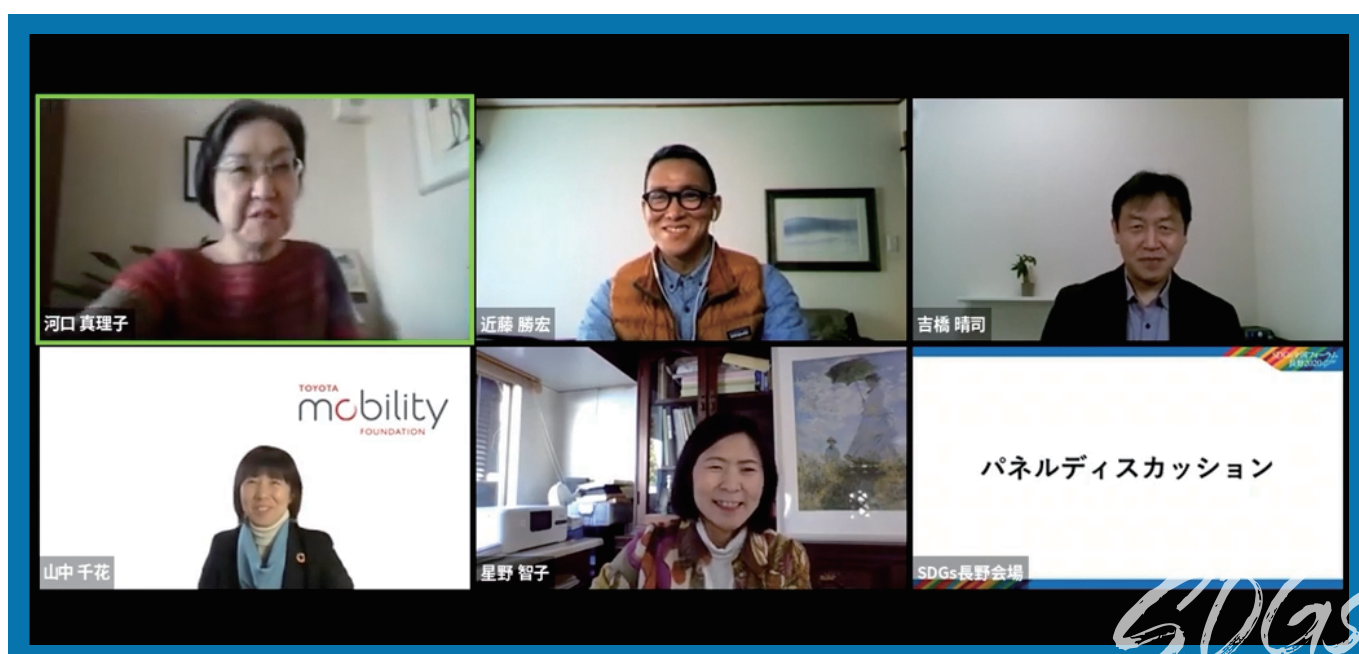 河口 真理子
近藤 勝宏
吉橋 晴司
TOYOTA
mobility
FOUNDATION
山中 千花
星野 智子
パネルディスカッション
SDGs長野会場
SDGs